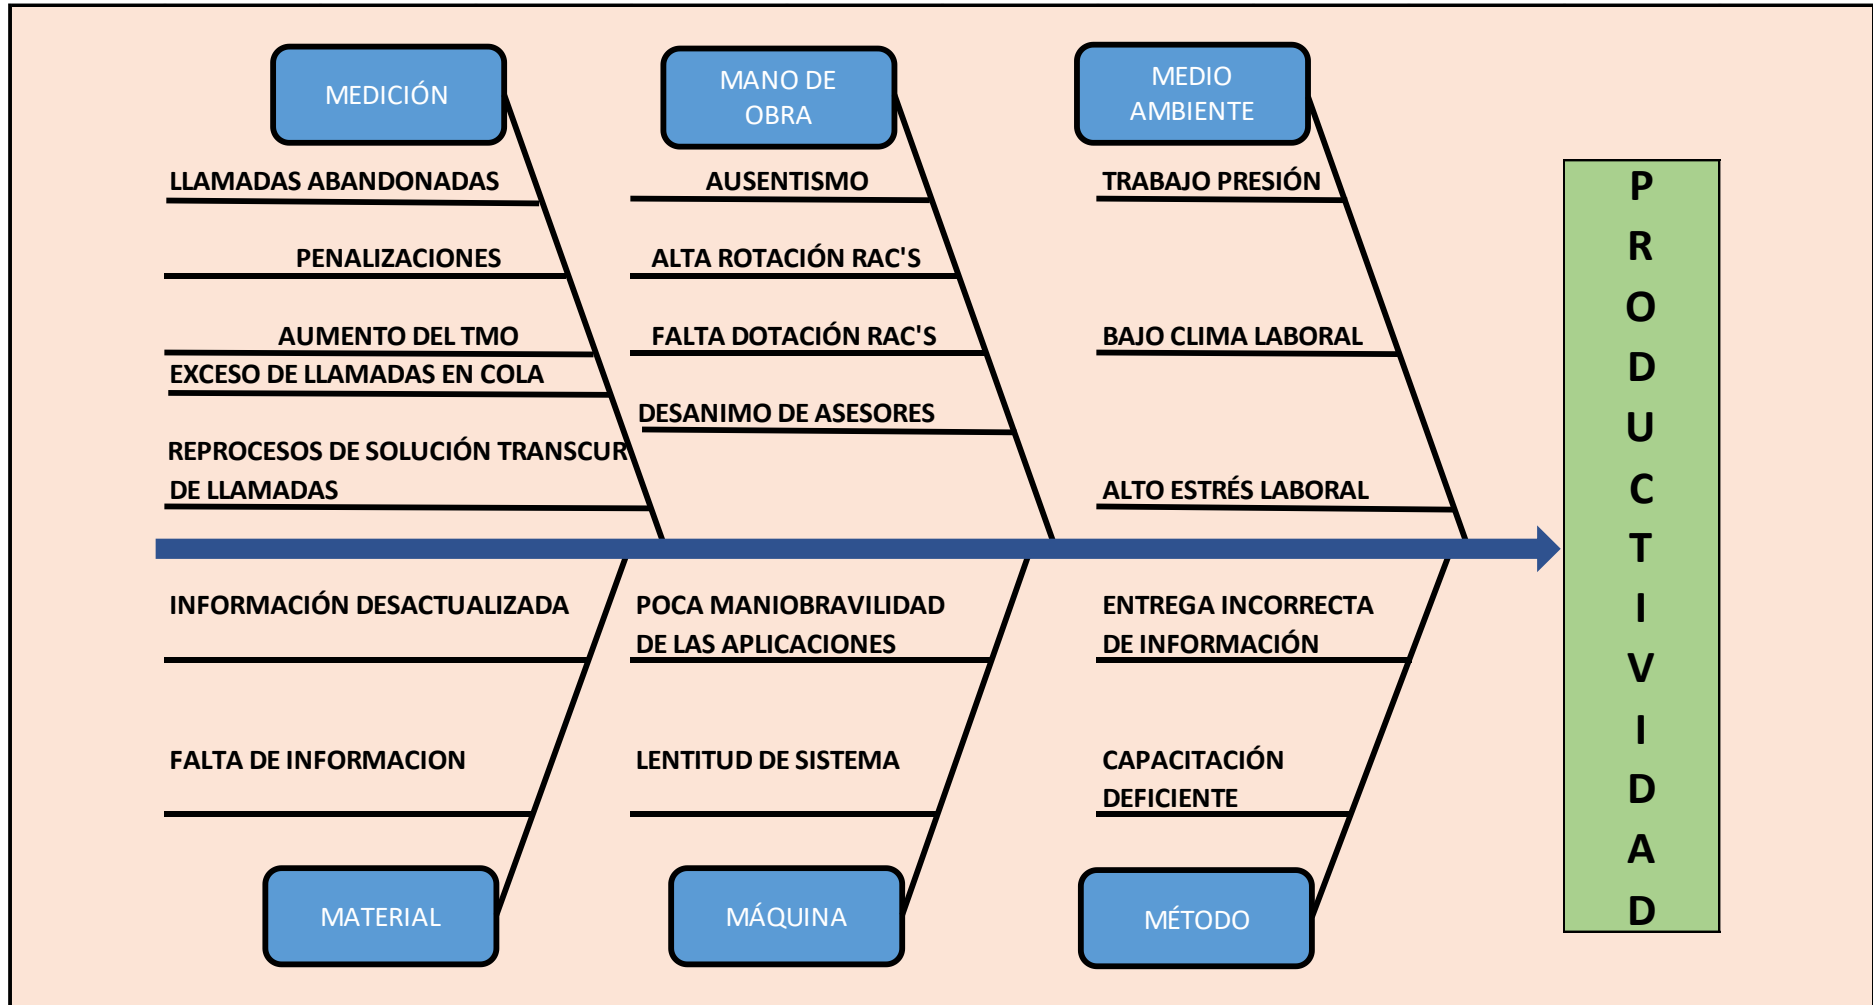 MEDICIÓN
LLAMADAS ABANDONADAS
PENALIZACIONES
AUMENTO DEL TMO
EXCESO DE LLAMADAS EN COLA
REPROCESOS DE SOLUCIÓN TRANSCUR
DE LLAMADAS
MANO DE
OBRA
AUSENTISMO
ALTA ROTACIÓN RAC'S
FALTA DOTACIÓN RAC'S
DESANIMO DE ASESORES
MEDIO
AMBIENTE
TRABAJO PRESIÓN
BAJO CLIMA LABORAL
ALTO ESTRÉS LABORAL
INFORMACIÓN DESACTUALIZADA
FALTA DE INFORMACION
MATERIAL
POCA MANIOBRAVILIDAD
DE LAS APLICACIONES
LENTITUD DE SISTEMA
MÁQUINA
ENTREGA INCORRECTA
DE INFORMACIÓN
CAPACITACIÓN
DEFICIENTE
MÉTODO
PRODUCTIVIDAD